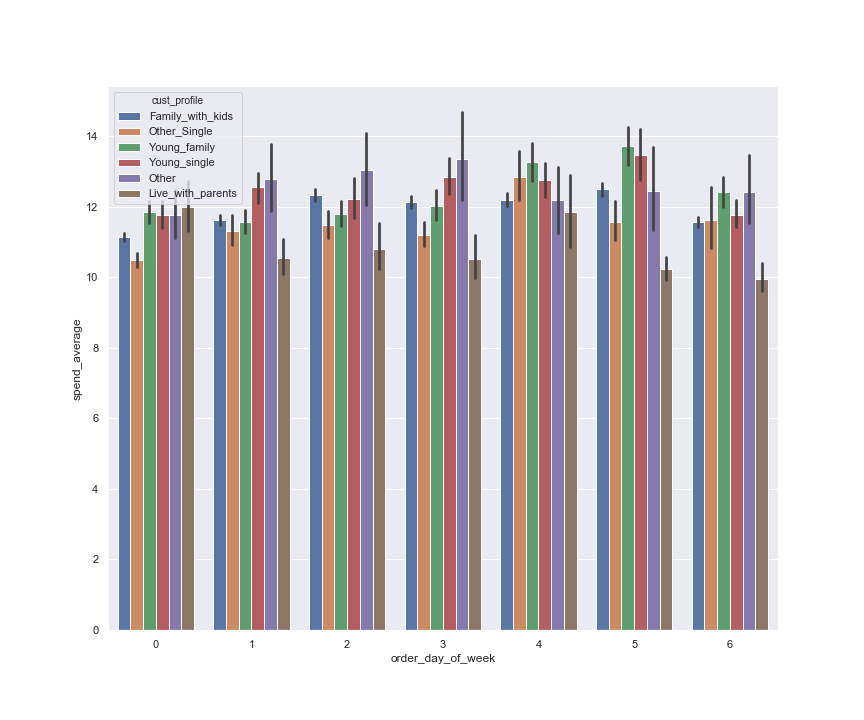 cust_profile
Family_with_kids
Other_Single
Young_family
Young_single
Other
Live_with_parents
14
12
10
8
6
4
2
0
spend_average
0 1 2 3 4 5 6
order_day_of_week